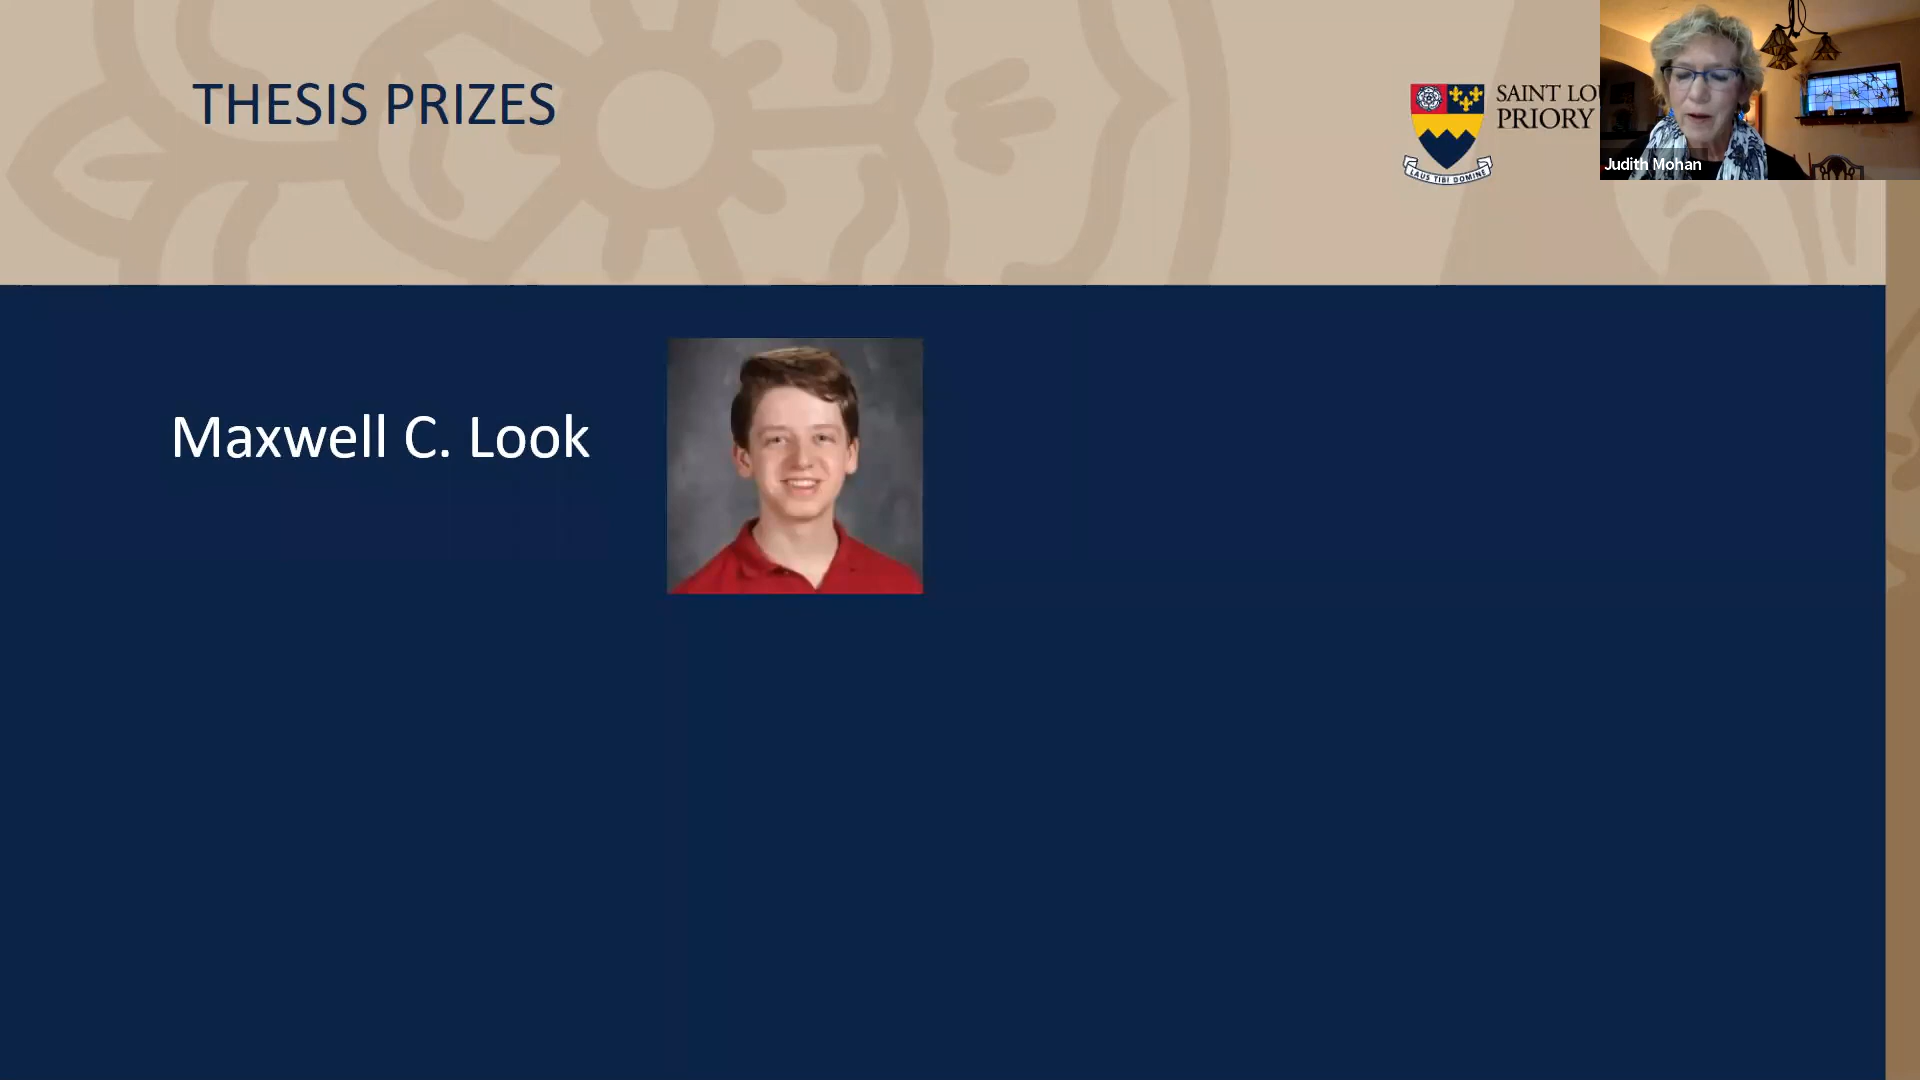 THESIS PRIZES
SAINT LO
PRIORY
LAUS TIBI DOMINE
Judith Mohan
Maxwell C. Look